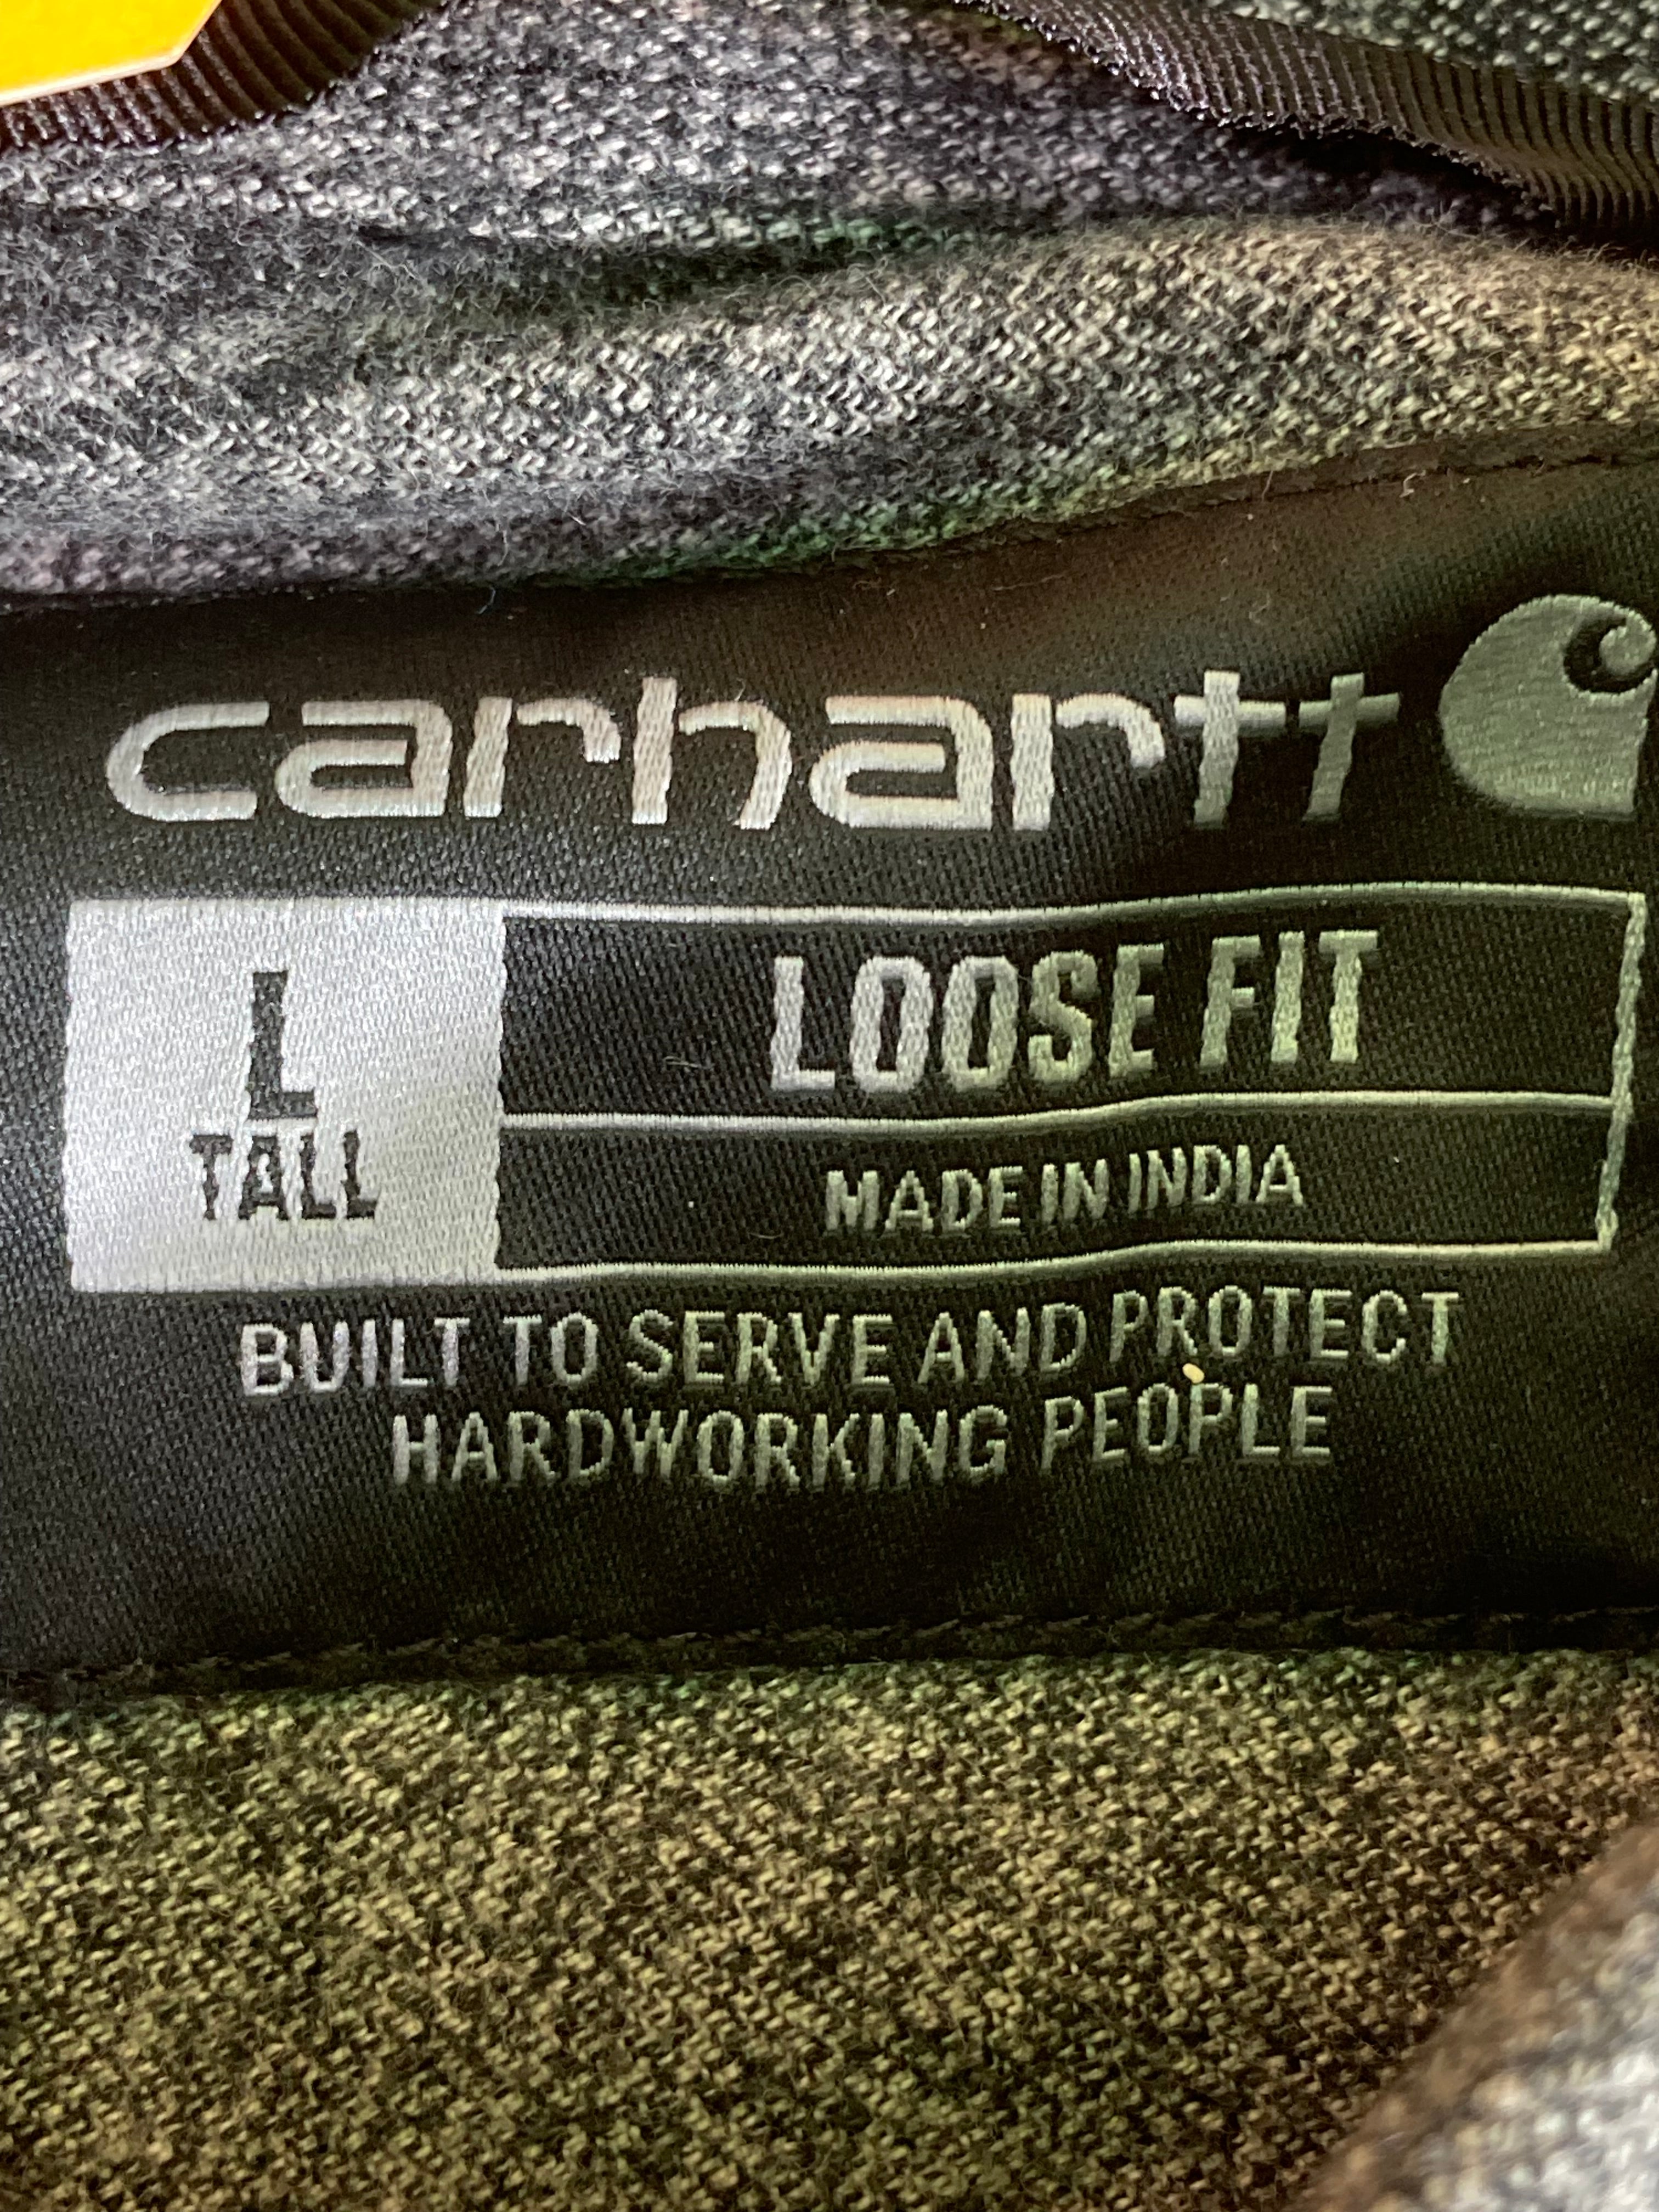 carhartt
L
TALL
LOOSE FIT
MADE IN INDIA
BUILT TO SERVE AND PROTECT
HARDWORKING PEOPLE